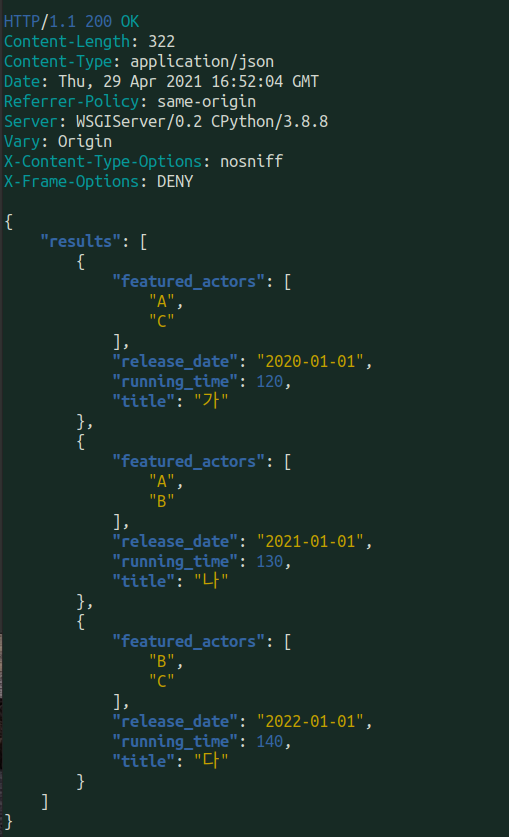 HTTP/1.1 200 OK
Content-Length: 322
Content-Type: application/json
Date: Thu, 29 Apr 2021 16:52:04 GMT
Referrer-Policy: same-origin
Server: WSGIServer/0.2 CPython/3.8.8
Vary: Origin
X-Content-Type-Options: nosniff
X-Frame-Options: DENY

{
    "results": [
        {
            "featured_actors": [
                "A",
                "C"
            ],
            "release_date": "2020-01-01",
            "running_time": 120,
            "title": "가"
        },
        {
            "featured_actors": [
                "A",
                "B"
            ],
            "release_date": "2021-01-01",
            "running_time": 130,
            "title": "나"
        },
        {
            "featured_actors": [
                "B",
                "C"
            ],
            "release_date": "2022-01-01",
            "running_time": 140,
            "title": "다"
        }
    ]
}